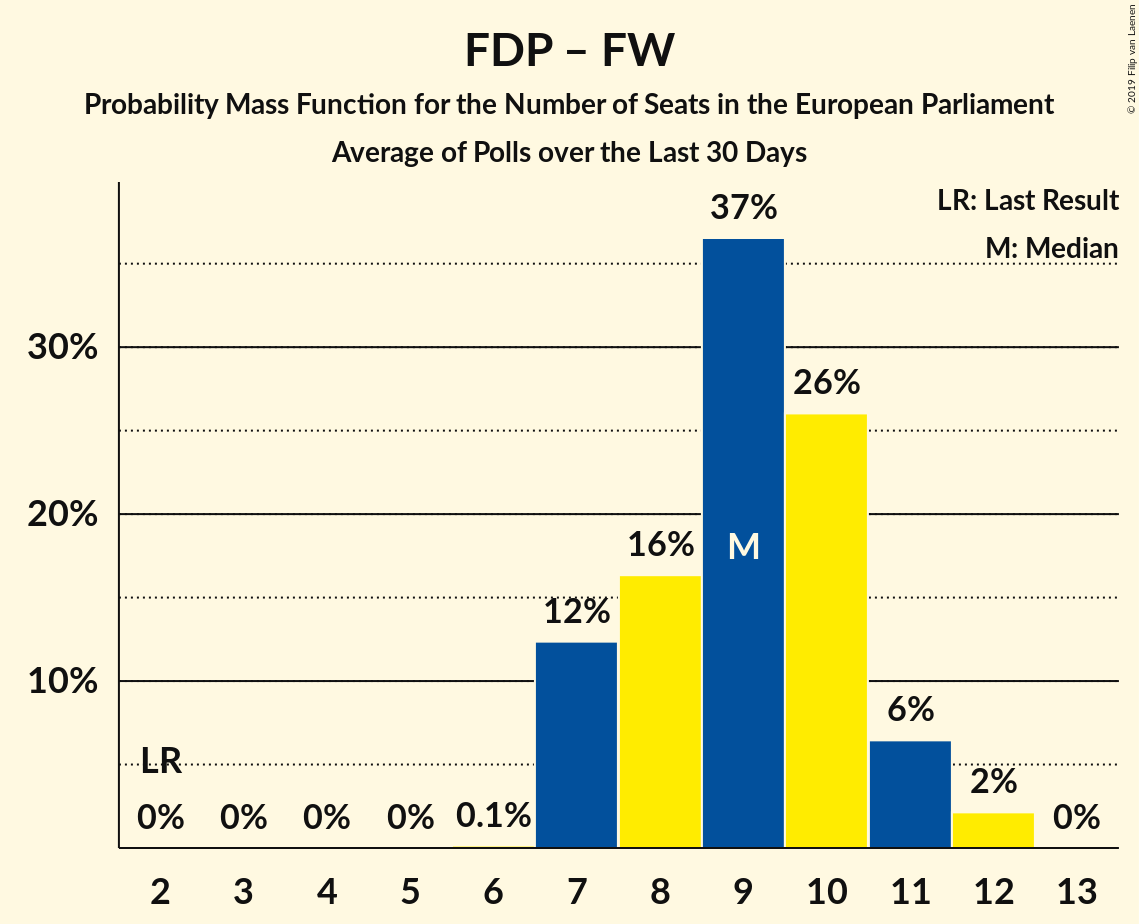 FDP – FW
Probability Mass Function for the Number of Seats in the European Parliament
Average of Polls over the Last 30 Days
© 2019 Filip van Laenen
LR: Last Result
M: Median
37%
30%
26%
20%
16%
M
12%
10%
6%
LR
2%
0% 0% 0% 0% 0.1% 0%
2 3 4 5 6 7 8 9 10 11 12 13